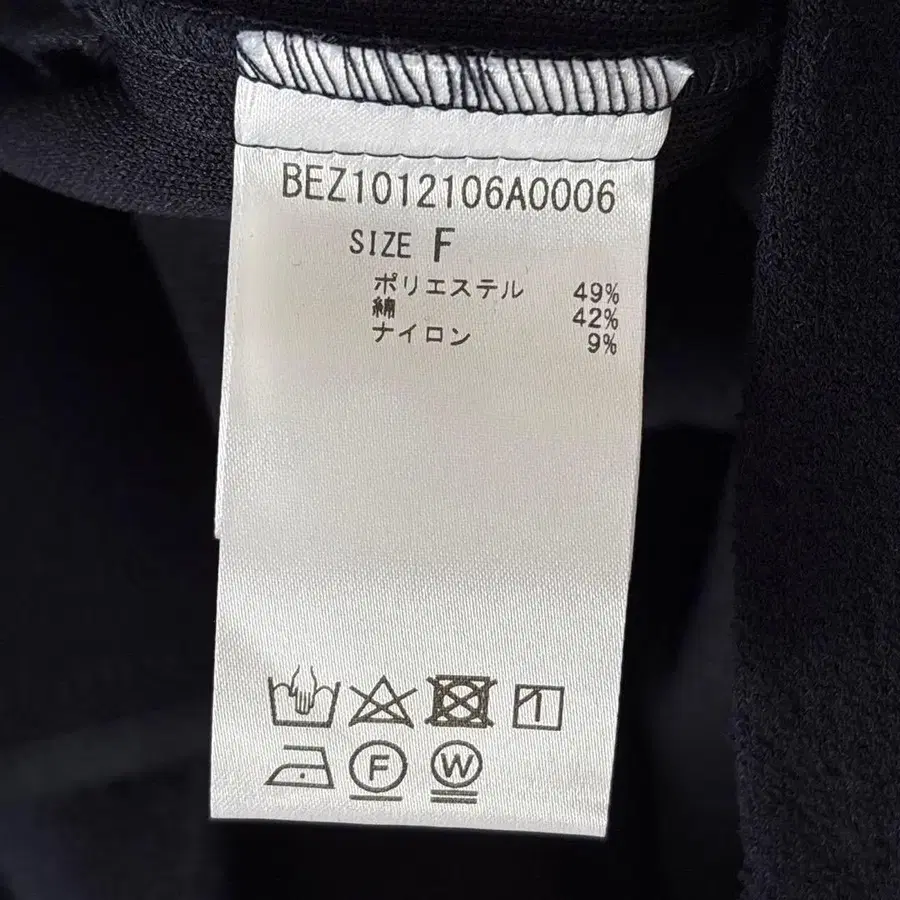 BEZ1012106A0006
SIZE F
ポリエステル 49%
綿 42%
ナイロン 9%
F W